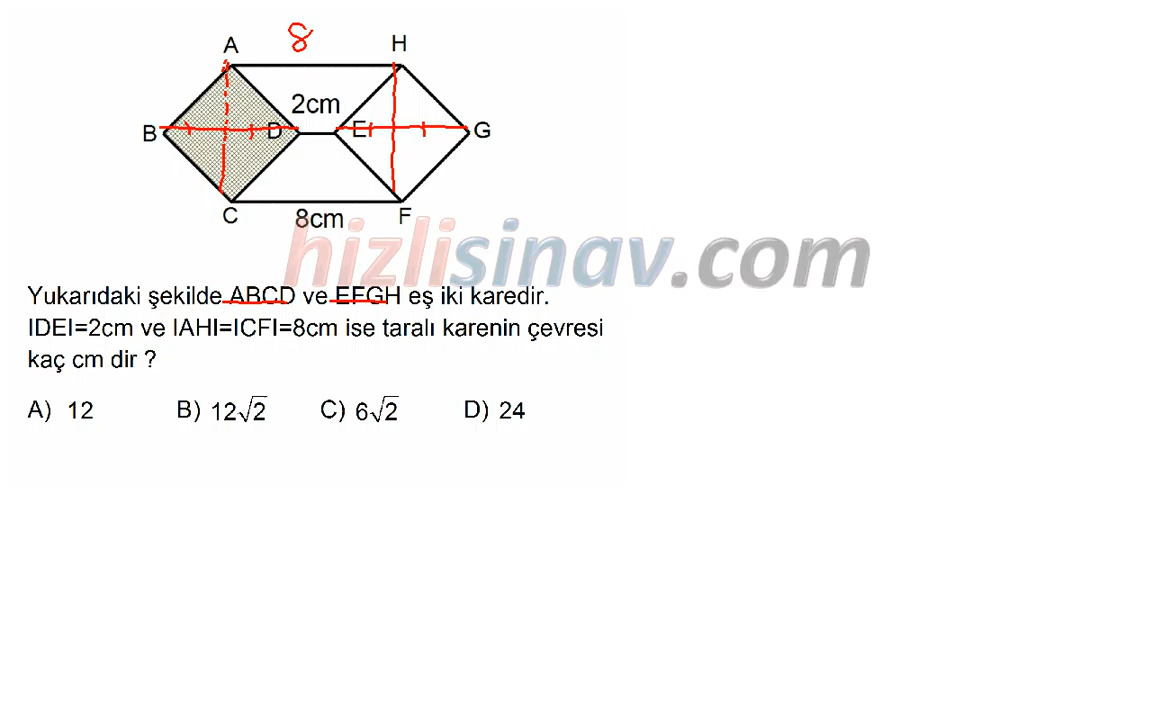 8
A
H
2cm
B
D
E
G
C
8cm
F
hizlisinav.com
Yukarıdaki şekilde ABCD ve EFGH eş iki karedir.
IDEI=2cm ve IAHI=ICFI=8cm ise taralı karenin çevresi
kaç cm dir ?
A) 12 B) 12√2 C) 6√2 D) 24